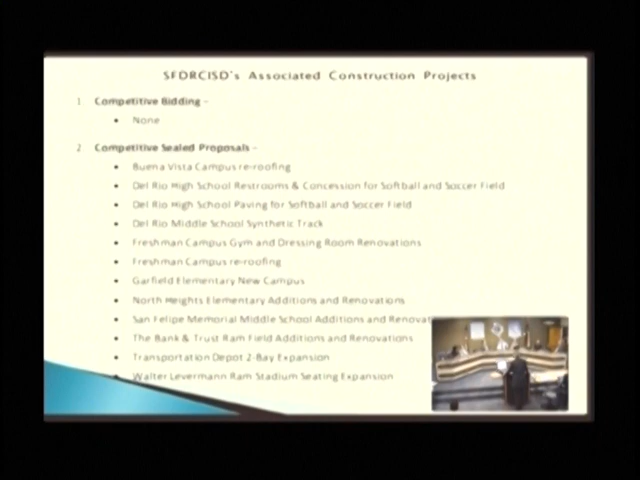 SFDRCISD's Associated Construction Projects
1. Competitive Bidding -
• None
2. Competitive Sealed Proposals -
• Buena Vista Campus re-roofing
• Del Rio High School Restrooms & Concession for Softball and Soccer Field
• Del Rio High School Paving for Softball and Soccer Field
• Del Rio Middle School Synthetic Track
• Freshman Campus Gym and Dressing Room Renovations
• Freshman Campus re-roofing
• Garfield Elementary New Campus
• North Heights Elementary Additions and Renovations
• San Felipe Memorial Middle School Additions and Renovat
• The Bank & Trust Ram Field Additions and Renovations
• Transportation Depot 2-Bay Expansion
• Walter Levermann Ram Stadium Seating Expansion